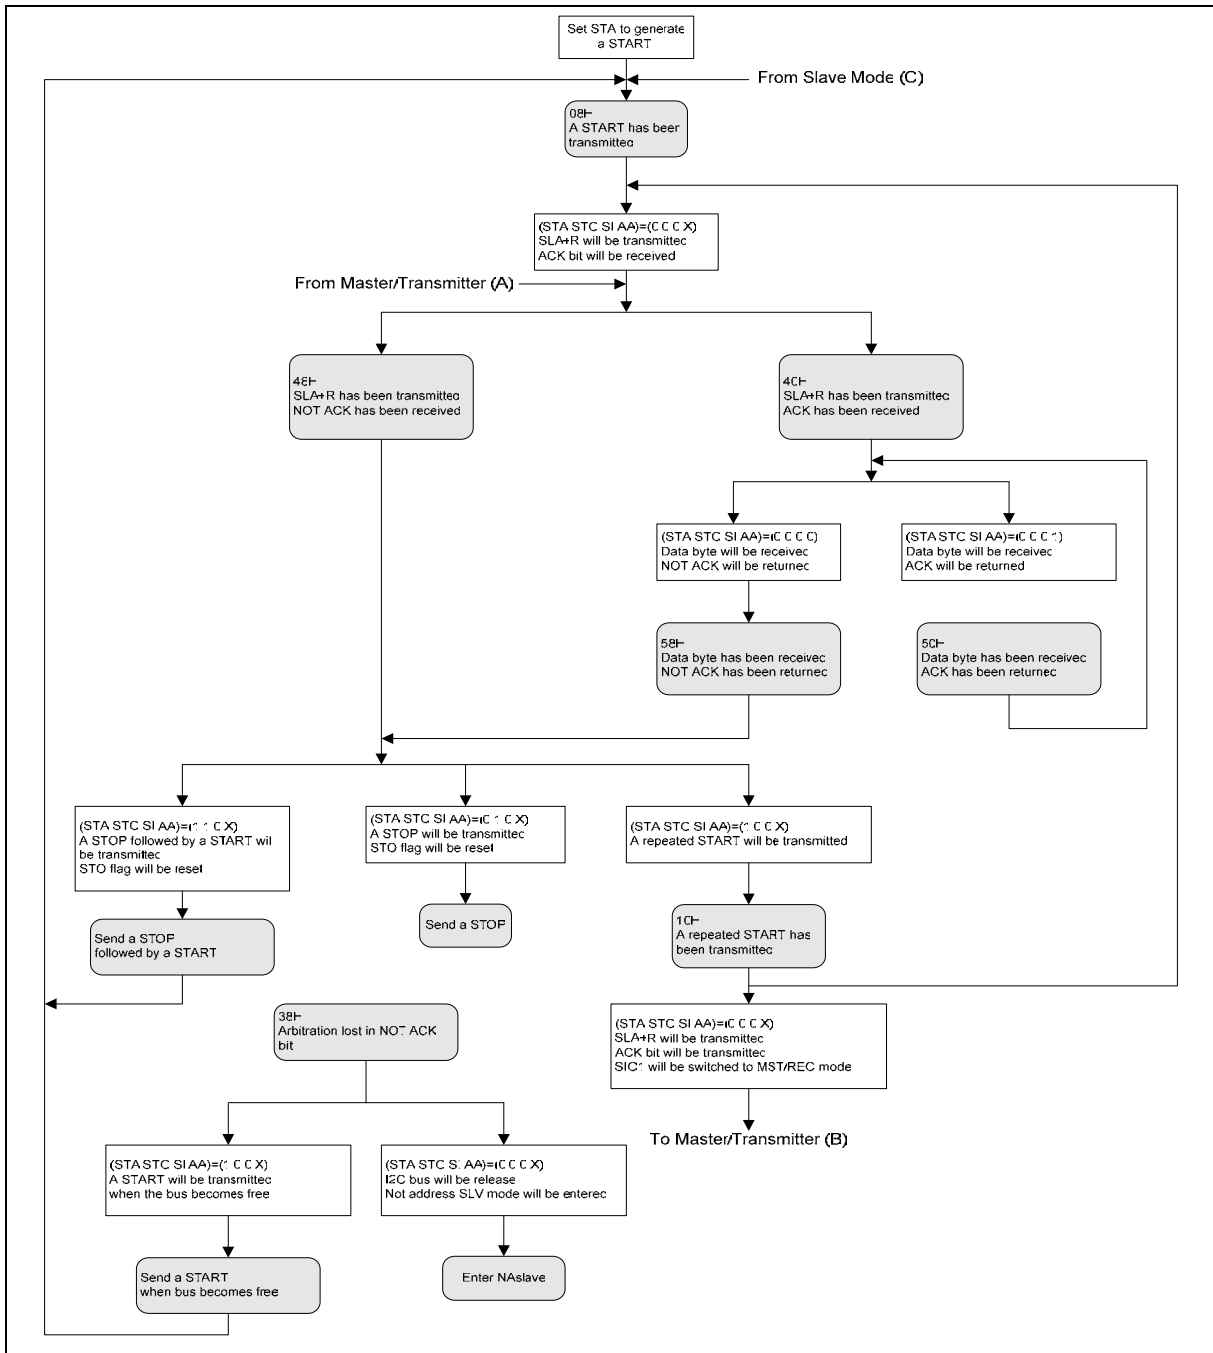 Set STA to generate
a START
From Slave Mode (C)
08H
A START has been
transmitted
(STA STO SI AA)=(0 0 0 X)
SLA+R will be transmitted
ACK bit will be received
From Master/Transmitter (A)
48H
SLA+R has been transmitted
NOT ACK has been received
40H
SLA+R has been transmitted
ACK has been received
(STA STO SI AA)=(0 0 0 0)
Data byte will be received
NOT ACK will be returned
(STA STO SI AA)=(0 0 0 1)
Data byte will be received
ACK will be returned
58H
Data byte has been received
NOT ACK has been returned
50H
Data byte has been received
ACK has been returned
(STA STO SI AA)=(1 1 0 X)
A STOP followed by a START will
be transmitted
STO flag will be reset
(STA STO SI AA)=(0 1 0 X)
A STOP will be transmitted
STO flag will be reset
(STA STO SI AA)=(1 0 0 X)
A repeated START will be transmitted
Send a STOP
followed by a START
Send a STOP
10H
A repeated START has
been transmitted
38H
Arbitration lost in NOT ACK
bit
(STA STO SI AA)=(0 0 0 X)
SLA+R will be transmitted
ACK bit will be transmitted
SIO1 will be switched to MST/REC mode
To Master/Transmitter (B)
(STA STO SI AA)=(1 0 0 X)
A START will be transmitted
when the bus becomes free
(STA STO SI AA)=(0 0 0 X)
I2C bus will be release
Not address SLV mode will be entered
Send a START
when bus becomes free
Enter NAslave